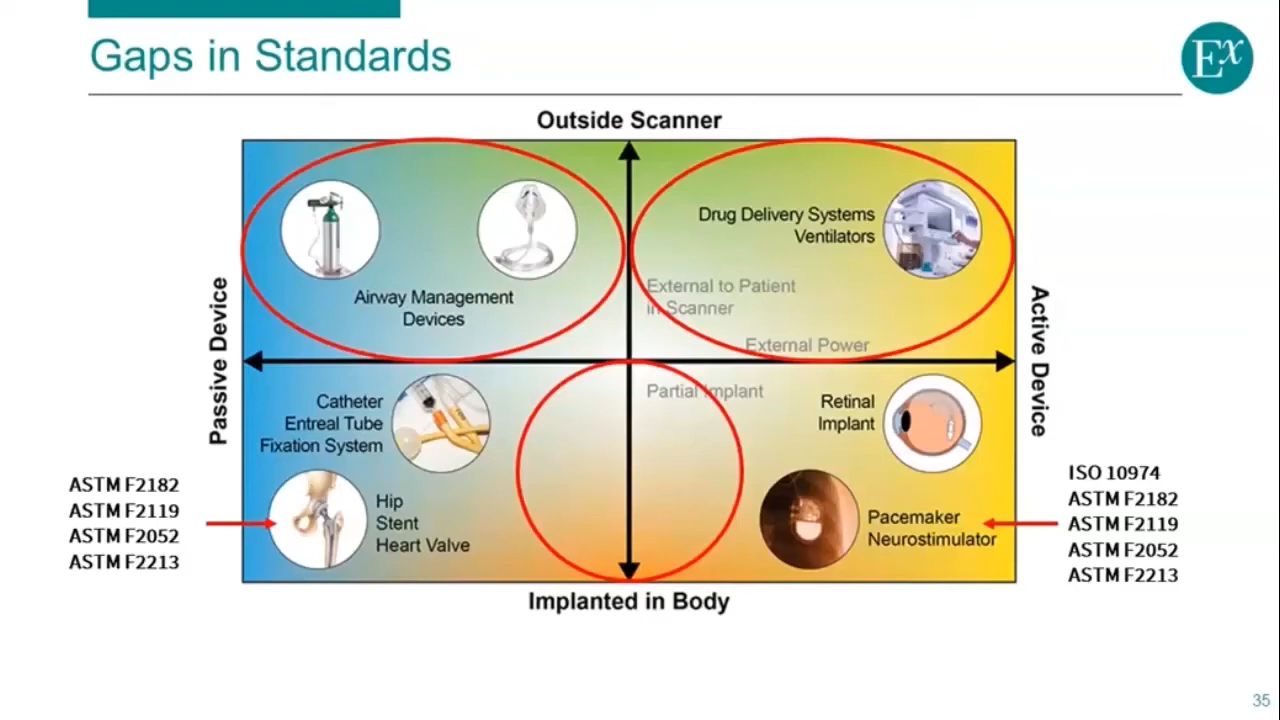 Gaps in Standards
Ex
Outside Scanner
Drug Delivery Systems
Ventilators
Airway Management
Devices
External to Patient
in Scanner
External Power
Passive Device
Active Device
Partial Implant
Catheter
Entreal Tube
Fixation System
Retinal
Implant
ASTM F2182
ASTM F2119
ASTM F2052
ASTM F2213
Hip
Stent
Heart Valve
Pacemaker
Neurostimulator
ISO 10974
ASTM F2182
ASTM F2119
ASTM F2052
ASTM F2213
Implanted in Body
35